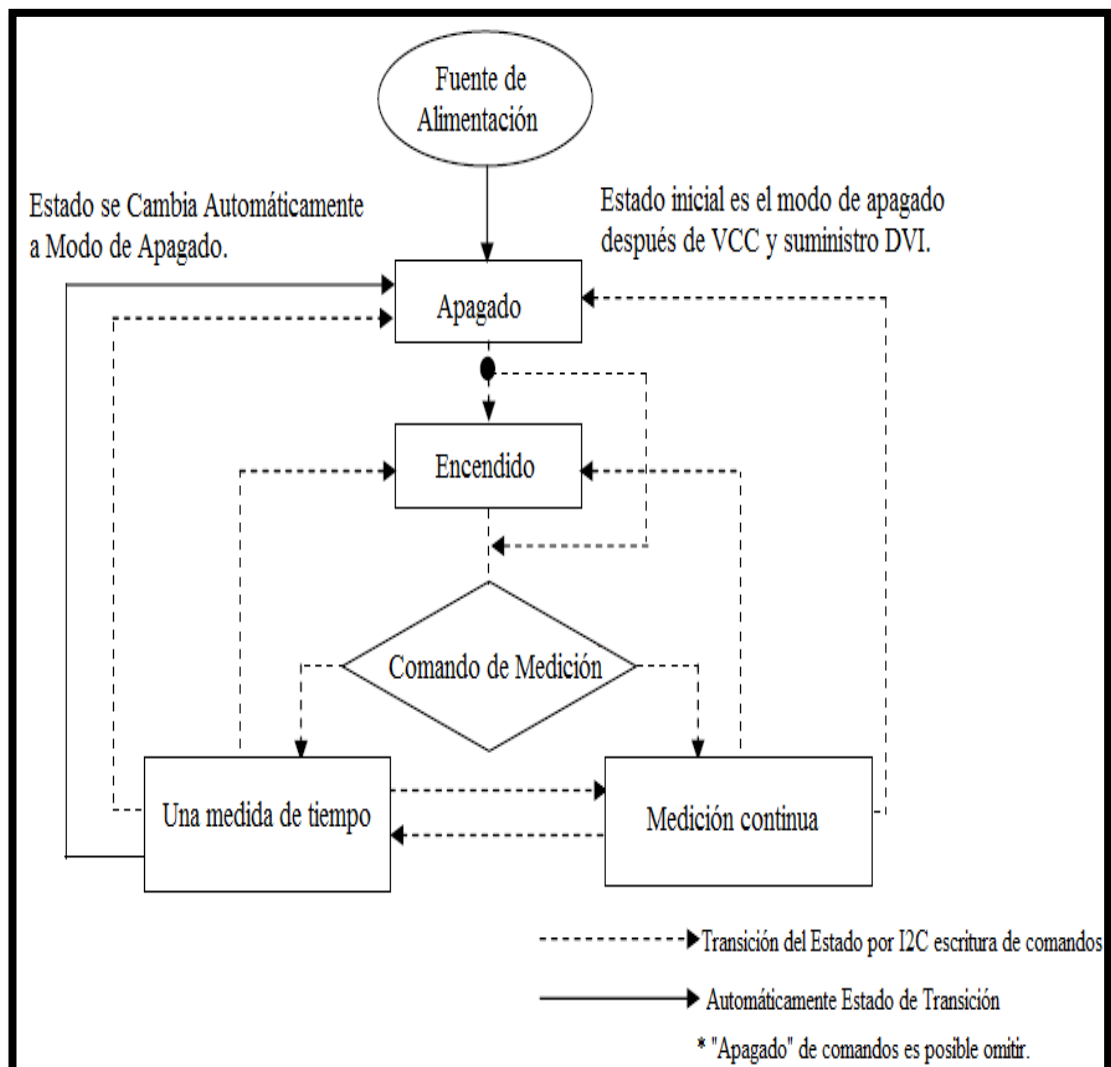 Fuente de
Alimentación
Estado se Cambia Automáticamente
a Modo de Apagado.
Estado inicial es el modo de apagado
después de VCC y suministro DVI.
Apagado
Encendido
Comando de Medición
Una medida de tiempo
Medición continua
Transición del Estado por I2C escritura de comandos
Automáticamente Estado de Transición
* "Apagado" de comandos es posible omitir.